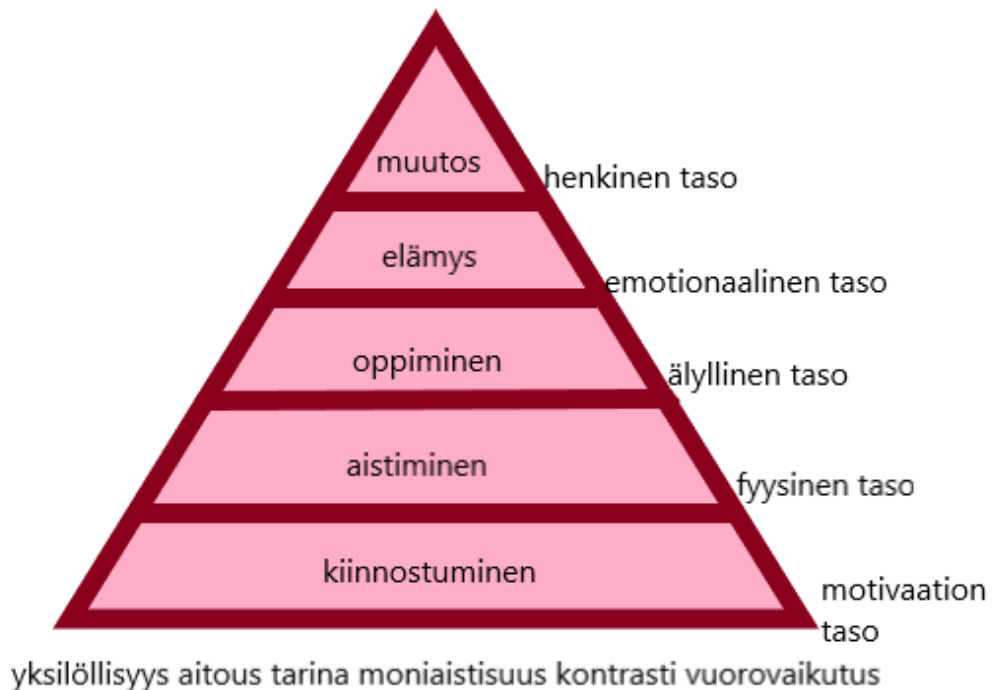 muutos
henkinen taso
elämys
emotionaalinen taso
oppiminen
älyllinen taso
aistiminen
fyysinen taso
kiinnostuminen
motivaation
taso
yksilöllisyys aitous tarina moniaistisuus kontrasti vuorovaikutus